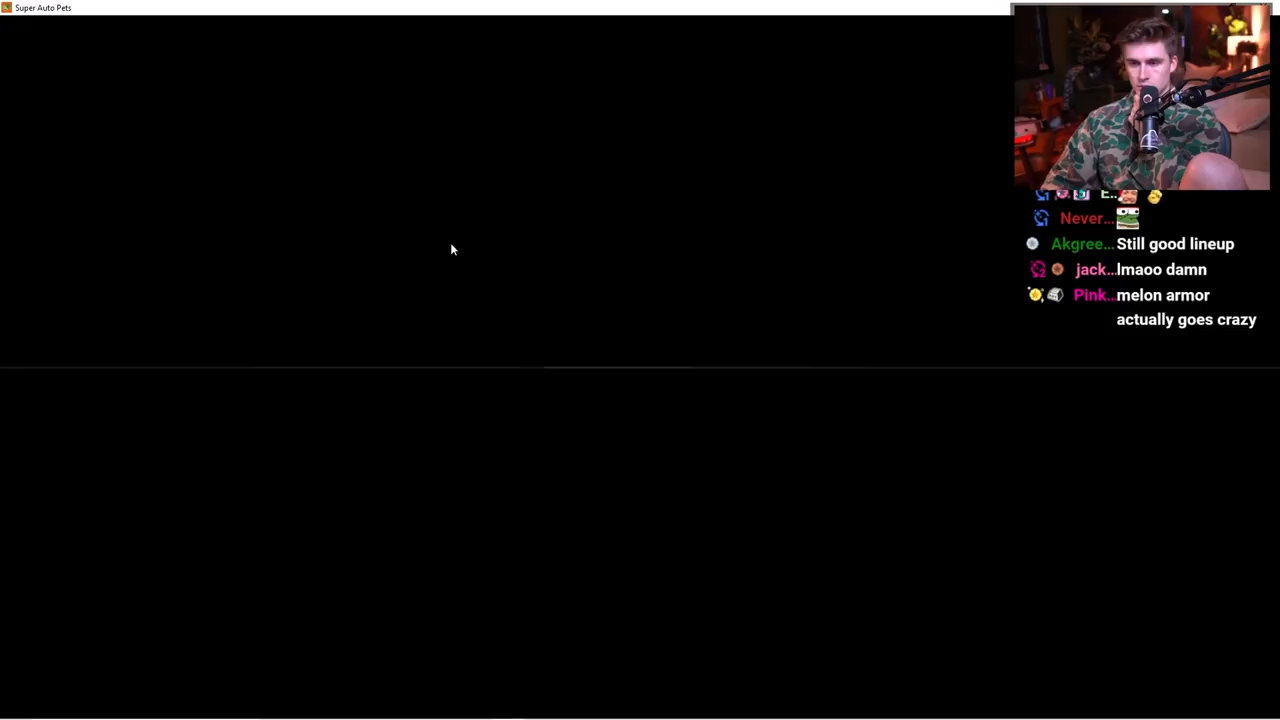 Super Auto Pets
E..
Never...
Akgree... Still good lineup
jack... lmaoo damn
Pink... melon armor
actually goes crazy